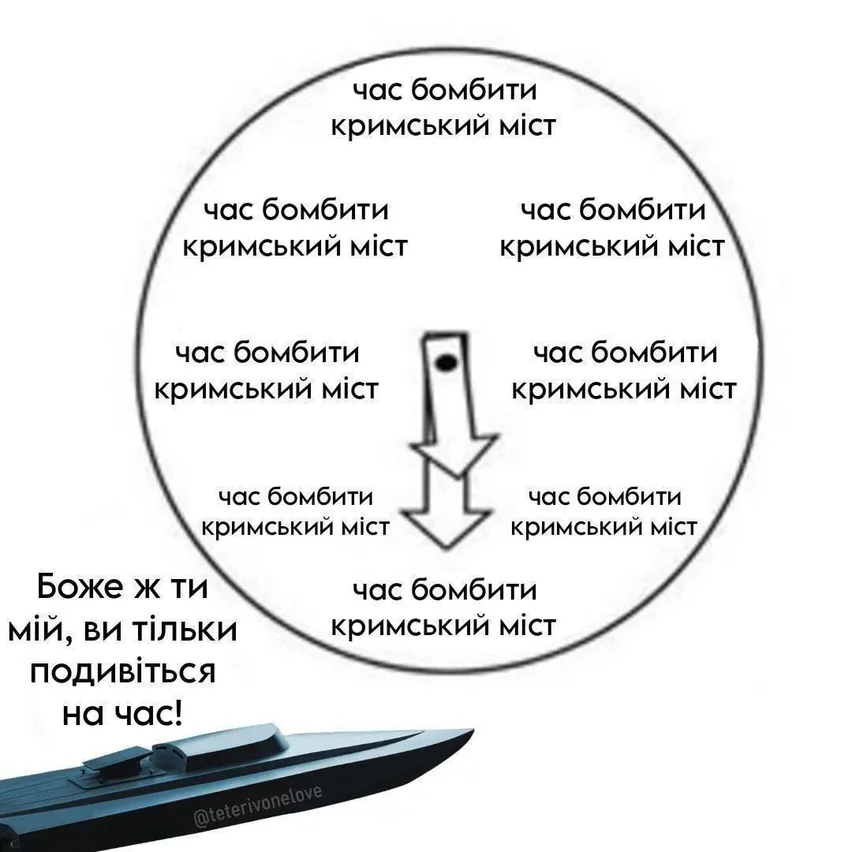 час бомбити
кримський міст
час бомбити
кримський міст
час бомбити
кримський міст
час бомбити
кримський міст
час бомбити
кримський міст
час бомбити
кримський міст
час бомбити
кримський міст
час бомбити
кримський міст
Боже ж ти
мій, ви тільки
подивіться
на час!
@teterivonelove